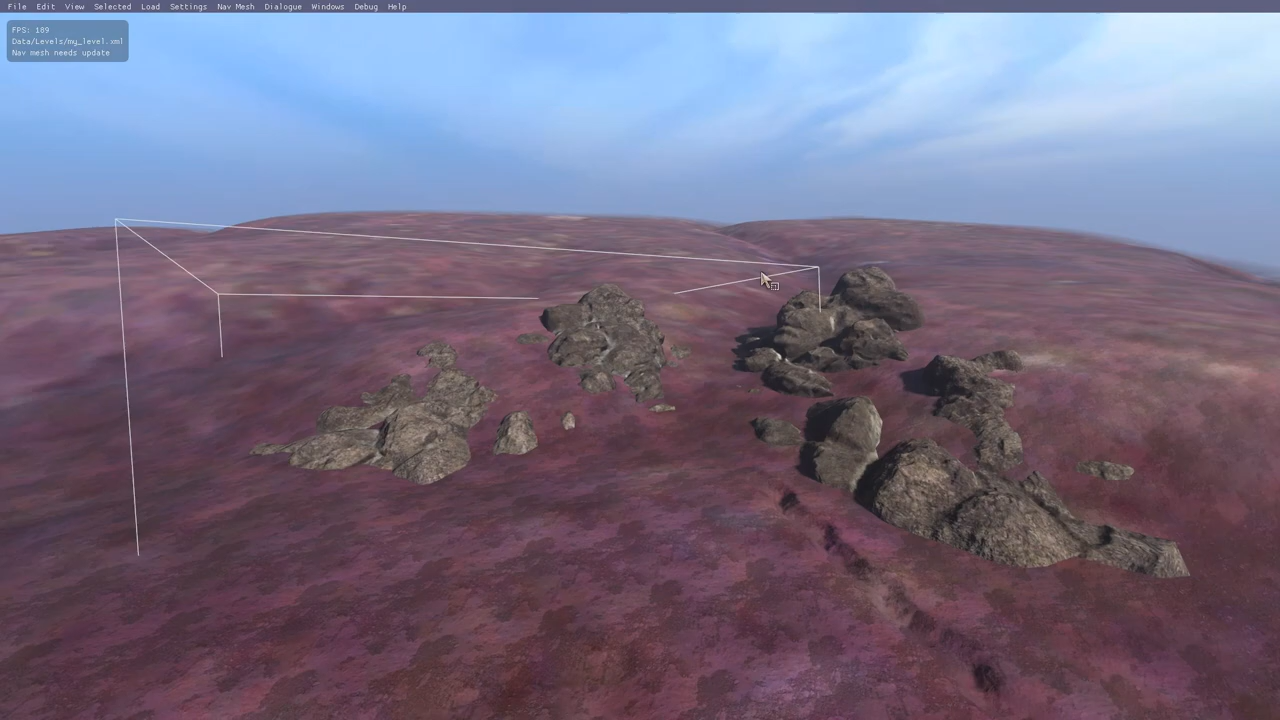 File Edit View Selected Load Settings Nav Mesh Dialogue Windows Debug Help
FPS: 189
Data/Levels/my_level.xml
Nav mesh needs update